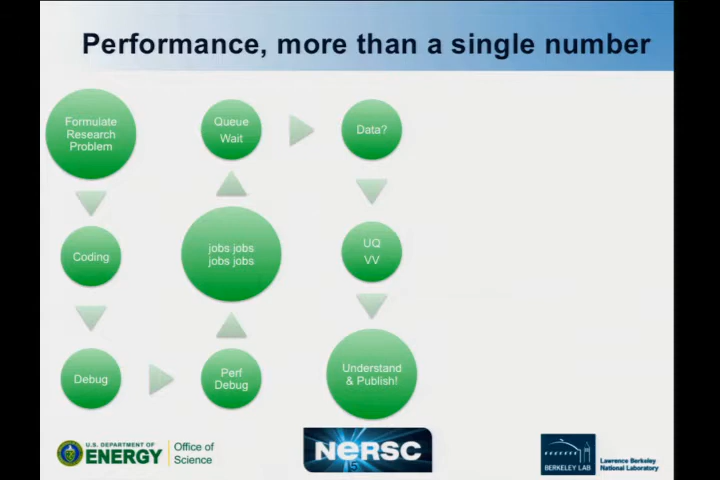 Performance, more than a single number
Formulate
Research
Problem
Coding
Debug
Perf
Debug
jobs jobs
jobs jobs
Queue
Wait
Data?
UQ
VV
Understand
& Publish!
U.S. DEPARTMENT OF
ENERGY
Office of
Science
NERSC
5
BERKELEY LAB
Lawrence Berkeley
National Laboratory